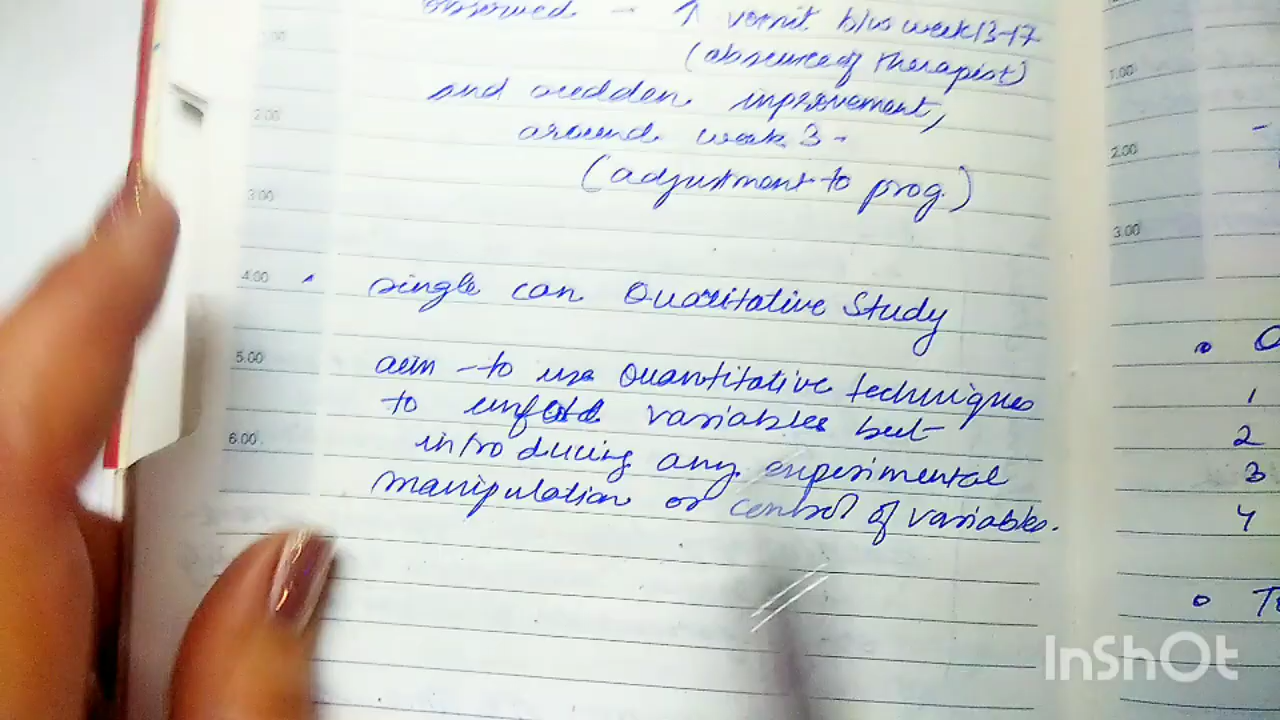 observed - ↑ vomit b/w week 13-17
(absence of therapist)
and sudden improvement,
around week 3 -
(adjustment to prog.)
• single case Quantitative Study
aim - to use Quantitative techniques
to unfold variables but
introducing any experimental
manipulation or control of variables.
1.00
2.00
3.00
4.00
5.00
6.00
1.00
2.00
3.00
1
2
3
4
InShOt